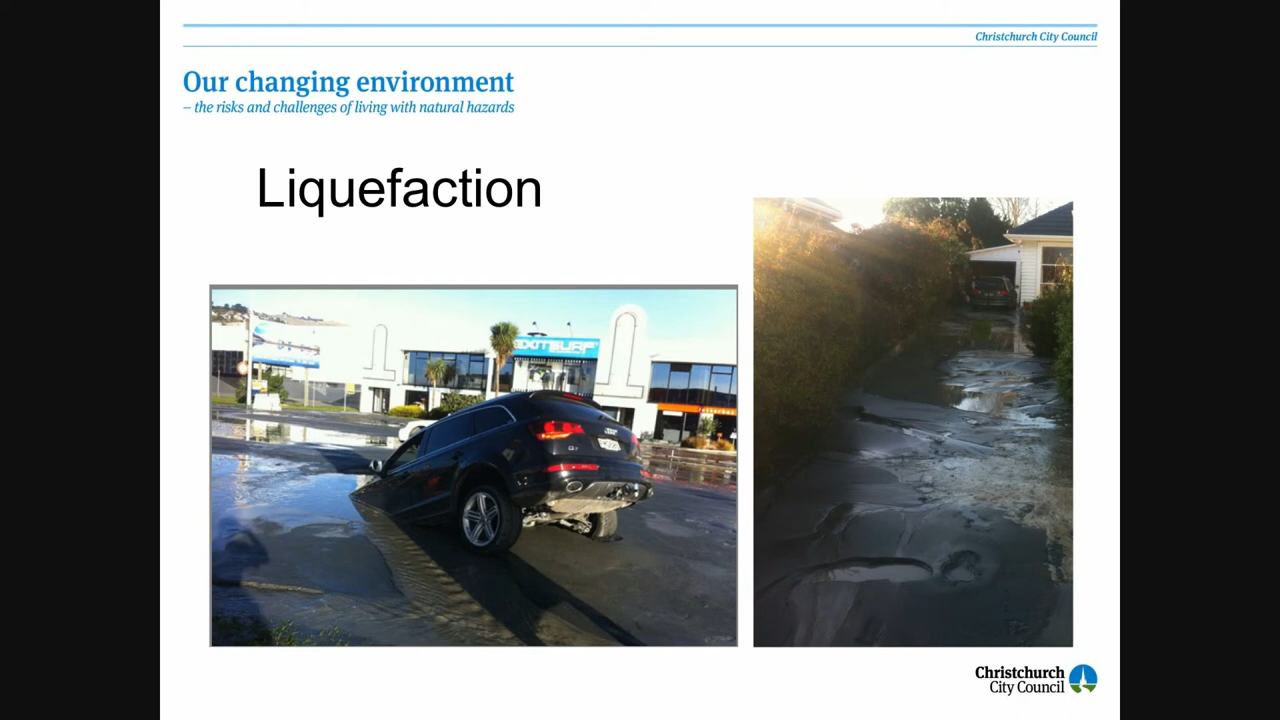 Christchurch City Council
Our changing environment
– the risks and challenges of living with natural hazards
Liquefaction
EXITSURF
Christchurch
City Council